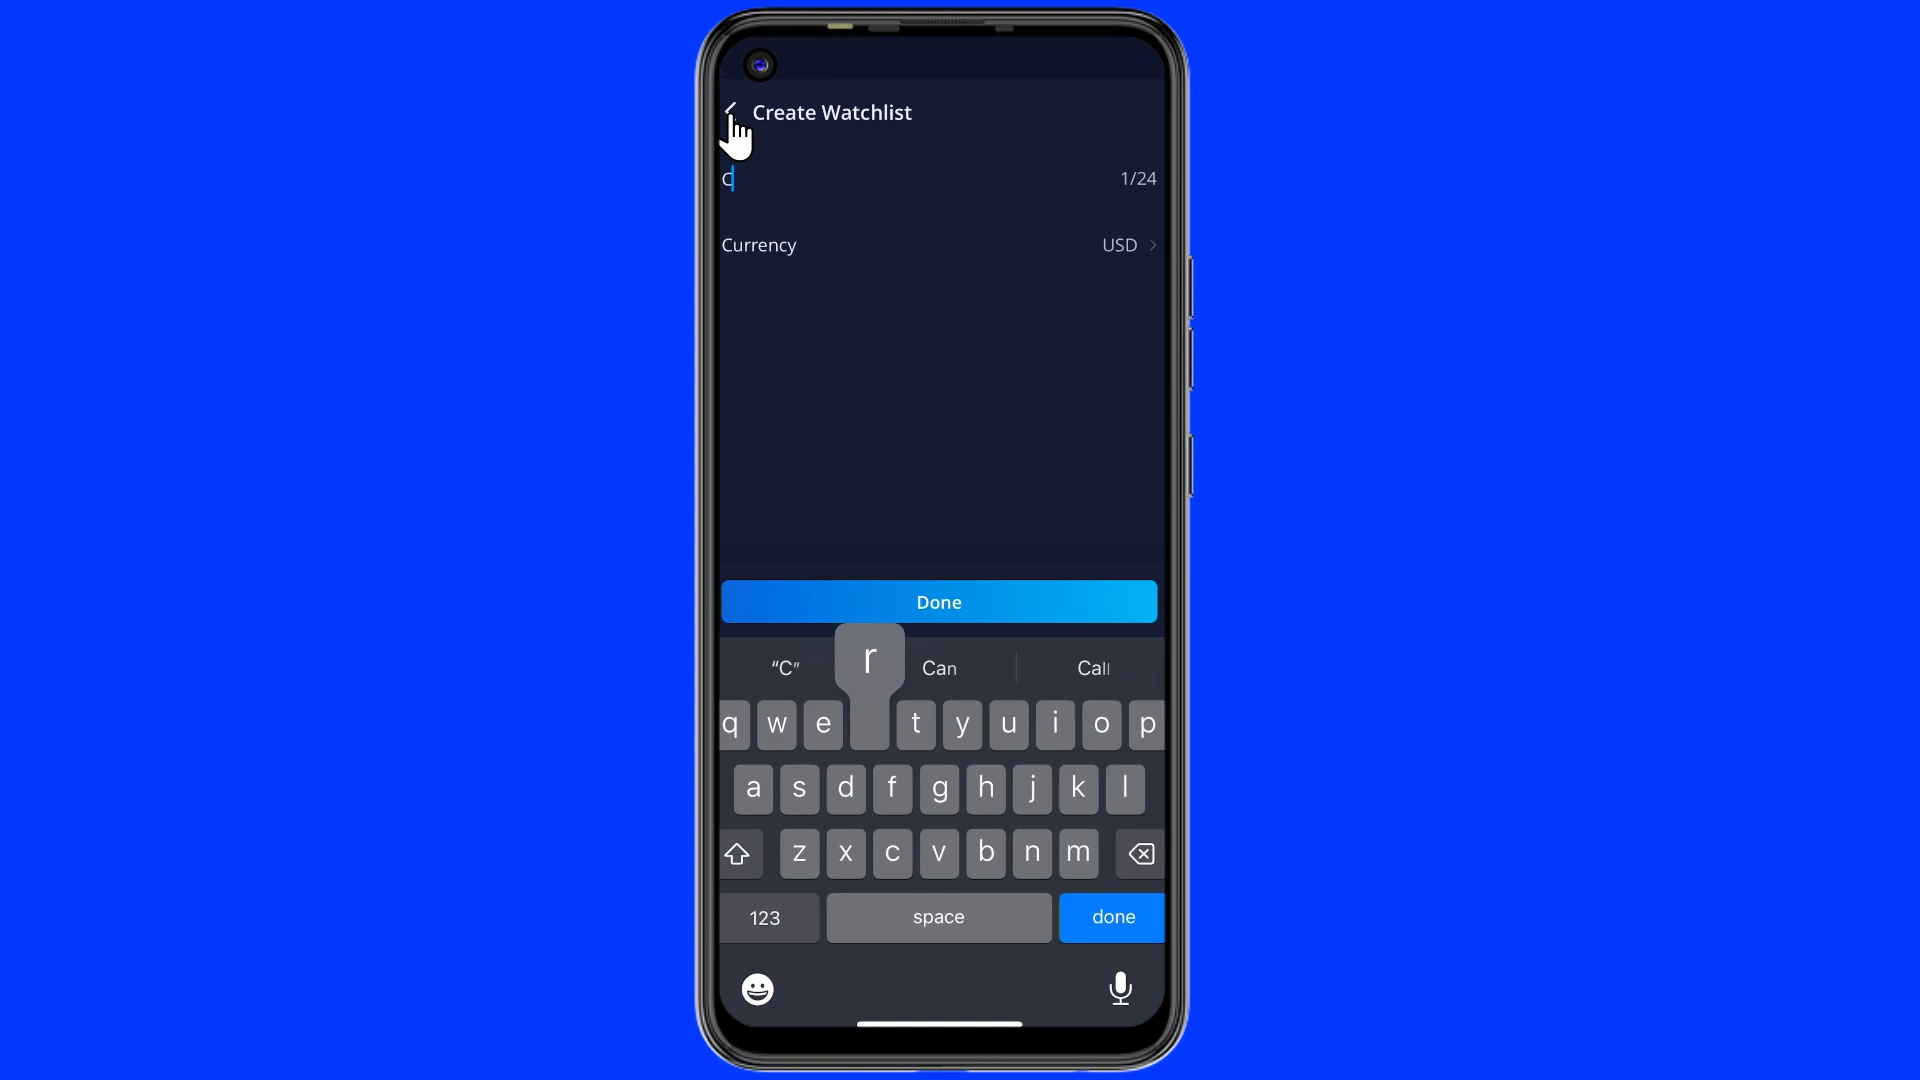 Create Watchlist
C 1/24
Currency USD
Done
“C” r Can Call
q w e t y u i o p
a s d f g h j k l
z x c v b n m
123 space done